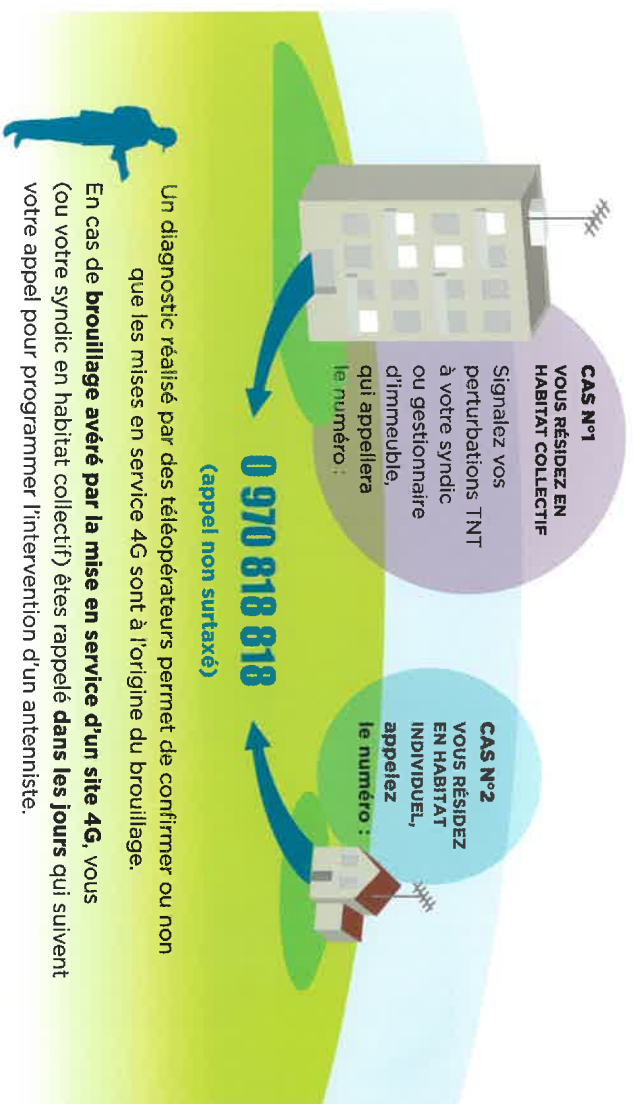 CAS N°1
VOUS RÉSIDEZ EN
HABITAT COLLECTIF
Signalez vos
perturbations TNT
à votre syndic
ou gestionnaire
d'immeuble,
qui appellera
le numéro :
CAS N°2
VOUS RÉSIDEZ
EN HABITAT
INDIVIDUEL,
appelez
le numéro :
0 970 818 818
(appel non surtaxé)
Un diagnostic réalisé par des téléopérateurs permet de confirmer ou non
que les mises en service 4G sont à l'origine du brouillage.
En cas de brouillage avéré par la mise en service d'un site 4G, vous
(ou votre syndic en habitat collectif) êtes rappelé dans les jours qui suivent
votre appel pour programmer l'intervention d'un antenniste.